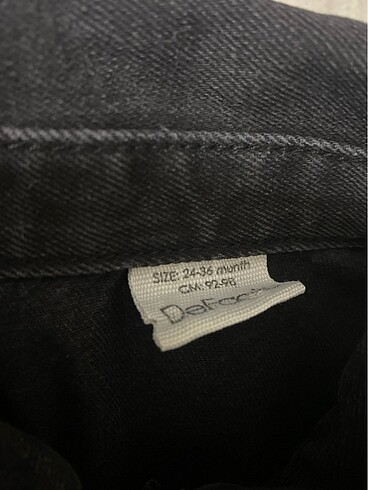 SIZE: 24-36 month
CM: 92-98
DeFacto